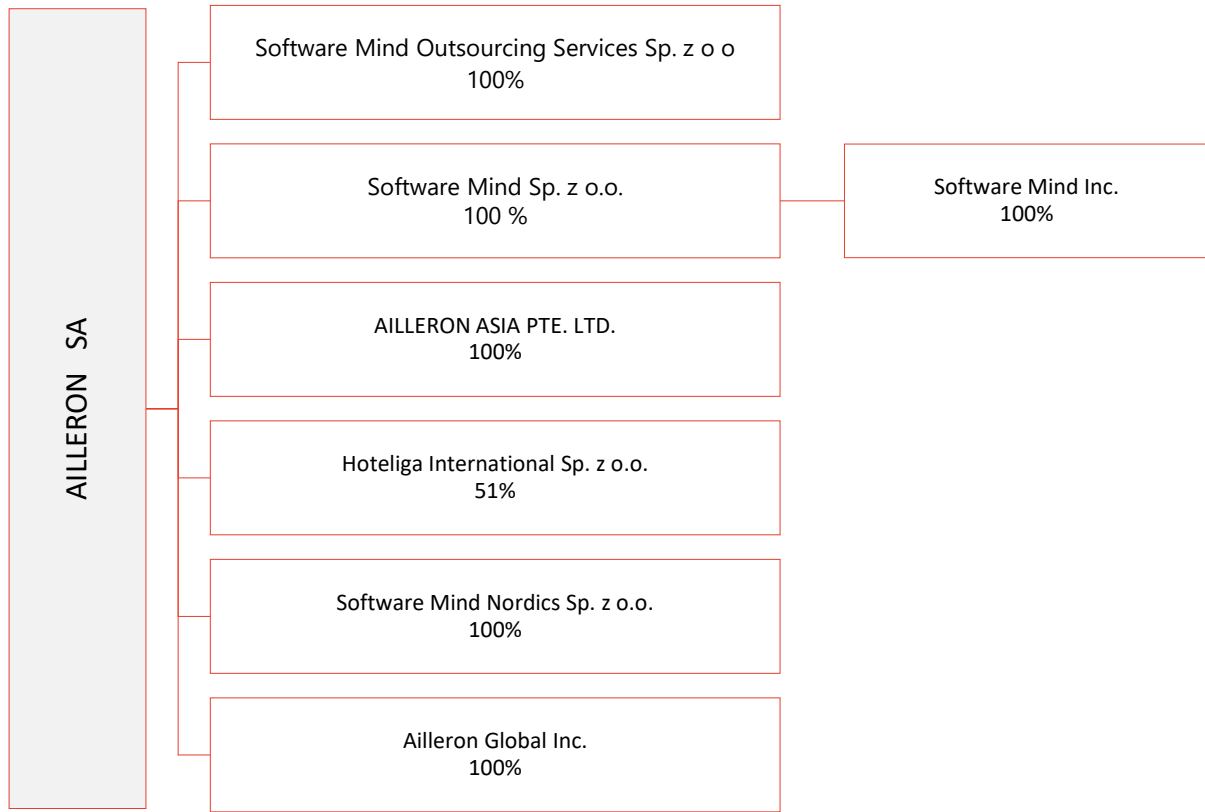 AILLERON SA
Software Mind Outsourcing Services Sp. z o o
100%
Software Mind Sp. z o.o.
100 %
Software Mind Inc.
100%
AILLERON ASIA PTE. LTD.
100%
Hoteliga International Sp. z o.o.
51%
Software Mind Nordics Sp. z o.o.
100%
Ailleron Global Inc.
100%